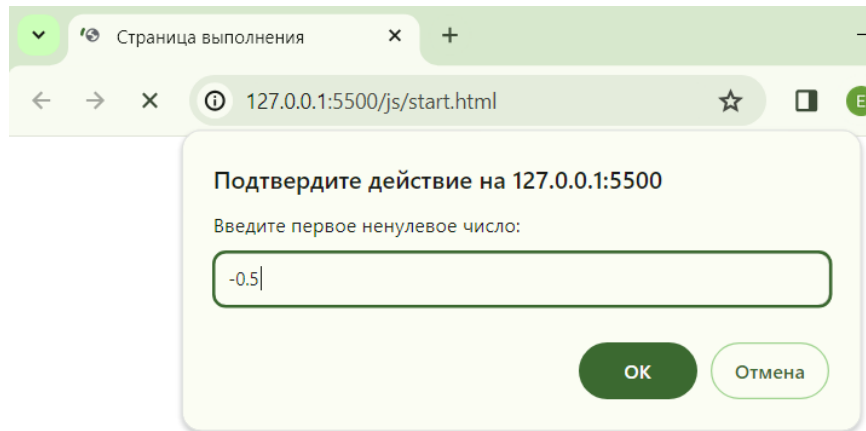 Страница выполнения
127.0.0.1:5500/js/start.html
E
Подтвердите действие на 127.0.0.1:5500
Введите первое ненулевое число:
-0.5
ОК
Отмена